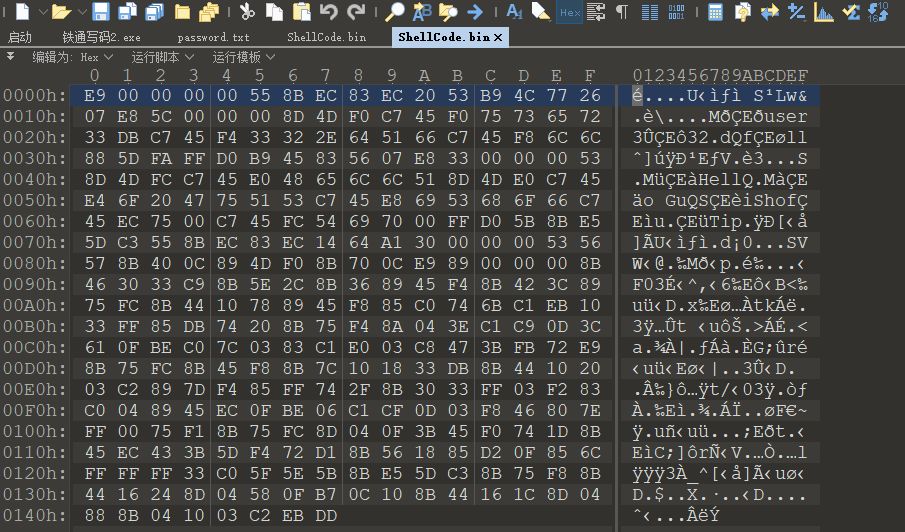 启动 铁通写码2.exe password.txt ShellCode.bin ShellCode.bin ×
编辑为: Hex 运行脚本 运行模板
0 1 2 3 4 5 6 7 8 9 A B C D E F 0123456789ABCDEF
0000h: E9 00 00 00 00 55 8B EC 83 EC 20 53 B9 4C 77 26 é....U‹ìƒì S¹Lw&
0010h: 07 E8 5C 00 00 00 8D 4D F0 C7 45 F0 75 73 65 72 .è\....MðÇEðuser
0020h: 33 DB C7 45 F4 33 32 2E 64 51 66 C7 45 F8 6C 6C 3ÛÇEô32.dQfÇEøll
0030h: 88 5D FA FF D0 B9 45 83 56 07 E8 33 00 00 00 53 ˆ]úÿÐ¹EƒV.è3...S
0040h: 8D 4D FC C7 45 E0 48 65 6C 6C 51 8D 4D E0 C7 45 .MüÇEàHellQ.MàÇE
0050h: E4 6F 20 47 75 51 53 C7 45 E8 69 53 68 6F 66 C7 äo GuQSÇEèiShofÇ
0060h: 45 EC 75 00 C7 45 FC 54 69 70 00 FF D0 5B 8B E5 Eìu.ÇEüTip.ÿÐ[‹å
0070h: 5D C3 55 8B EC 83 EC 14 64 A1 30 00 00 00 53 56 ]ÃU‹ìƒì.d¡0...SV
0080h: 57 8B 40 0C 89 4D F0 8B 70 0C E9 89 00 00 00 8B W‹@.‰Mð‹p.é‰...‹
0090h: 46 30 33 C9 8B 5E 2C 8B 36 89 45 F4 8B 42 3C 89 F03É‹^,‹6‰Eô‹B<‰
00A0h: 75 FC 8B 44 10 78 89 45 F8 85 C0 74 6B C1 EB 10 uü‹D.x‰Eø…ÀtkÁë.
00B0h: 33 FF 85 DB 74 20 8B 75 F4 8A 04 3E C1 C9 0D 3C 3ÿ…Ût ‹uôŠ.>ÁÉ.<
00C0h: 61 0F BE C0 7C 03 83 C1 E0 03 C8 47 3B FB 72 E9 a.¾À|.ƒÁà.ÈG;ûré
00D0h: 8B 75 FC 8B 45 F8 8B 7C 10 18 33 DB 8B 44 10 20 ‹uü‹Eø‹|..3Û‹D.
00E0h: 03 C2 89 7D F4 85 FF 74 2F 8B 30 33 FF 03 F2 83 .Â‰}ô…ÿt/‹03ÿ.òƒ
00F0h: C0 04 89 45 EC 0F BE 06 C1 CF 0D 03 F8 46 80 7E À.‰Eì.¾.ÁÏ..øF€~
0100h: FF 00 75 F1 8B 75 FC 8D 04 0F 3B 45 F0 74 1D 8B ÿ.uñ‹uü...;Eðt.‹
0110h: 45 EC 43 3B 5D F4 72 D1 8B 56 18 85 D2 0F 85 6C EìC;]ôrÑ‹V.…Ò.…l
0120h: FF FF FF 33 C0 5F 5E 5B 8B E5 5D C3 8B 75 F8 8B ÿÿÿ3À_^[‹å]Ã‹uø‹
0130h: 44 16 24 8D 04 58 0F B7 0C 10 8B 44 16 1C 8D 04 D.$..X.·..‹D....
0140h: 88 8B 04 10 03 C2 EB DD ˆ‹...ÂëÝ